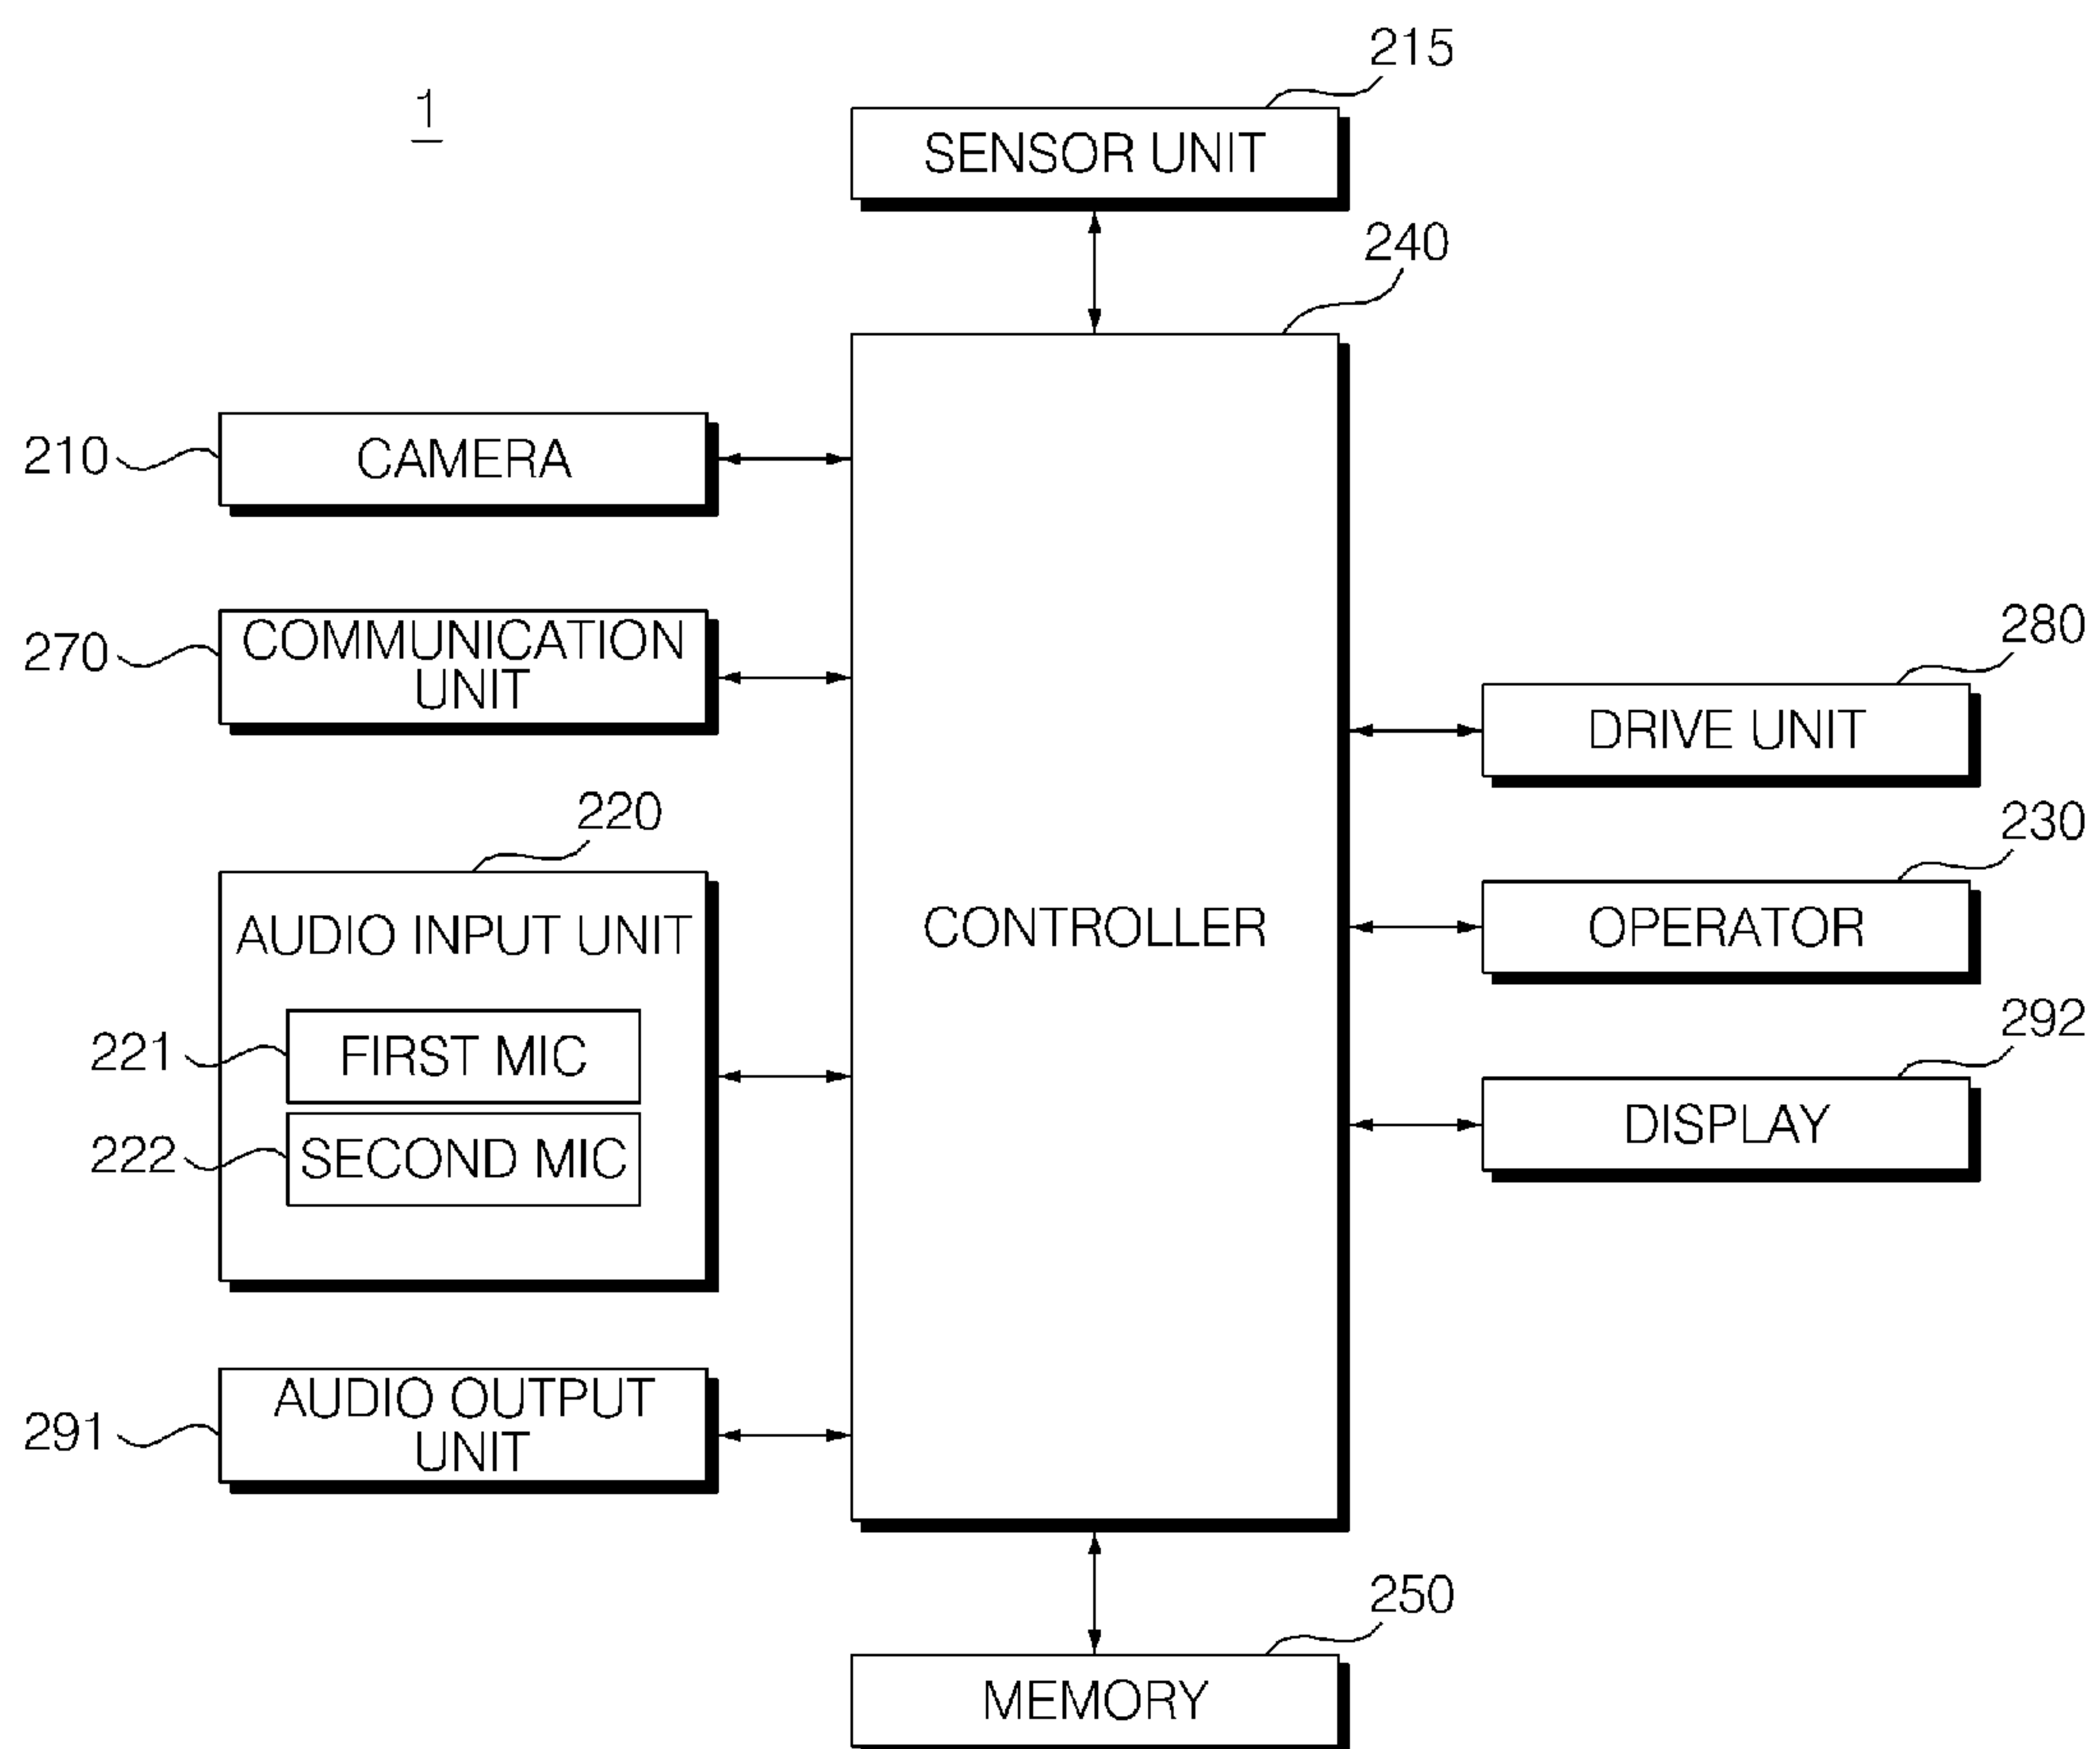 215
1
SENSOR UNIT
240
210
CAMERA
270
COMMUNICATION
UNIT
280
DRIVE UNIT
220
230
AUDIO INPUT UNIT
CONTROLLER
OPERATOR
292
221
FIRST MIC
DISPLAY
222
SECOND MIC
291
AUDIO OUTPUT
UNIT
250
MEMORY